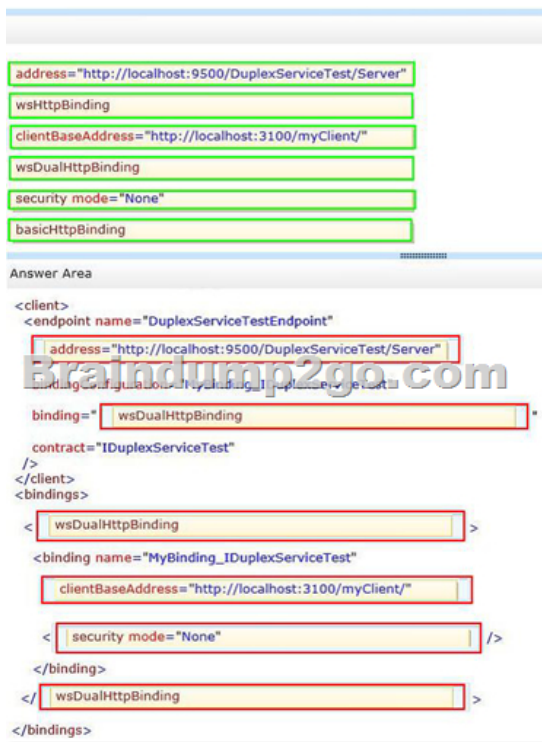 address="http://localhost:9500/DuplexServiceTest/Server"
wsHttpBinding
clientBaseAddress="http://localhost:3100/myClient/"
wsDualHttpBinding
security mode="None"
basicHttpBinding
Answer Area
<client>
<endpoint name="DuplexServiceTestEndpoint"
address="http://localhost:9500/DuplexServiceTest/Server"
Braindump2go.com
bindingConfiguration="MyBinding_IDuplexServiceTest"
binding=" wsDualHttpBinding "
contract="IDuplexServiceTest"
/>
</client>
<bindings>
< wsDualHttpBinding >
<binding name="MyBinding_IDuplexServiceTest"
clientBaseAddress="http://localhost:3100/myClient/"
< security mode="None" />
</binding>
</ wsDualHttpBinding >
</bindings>